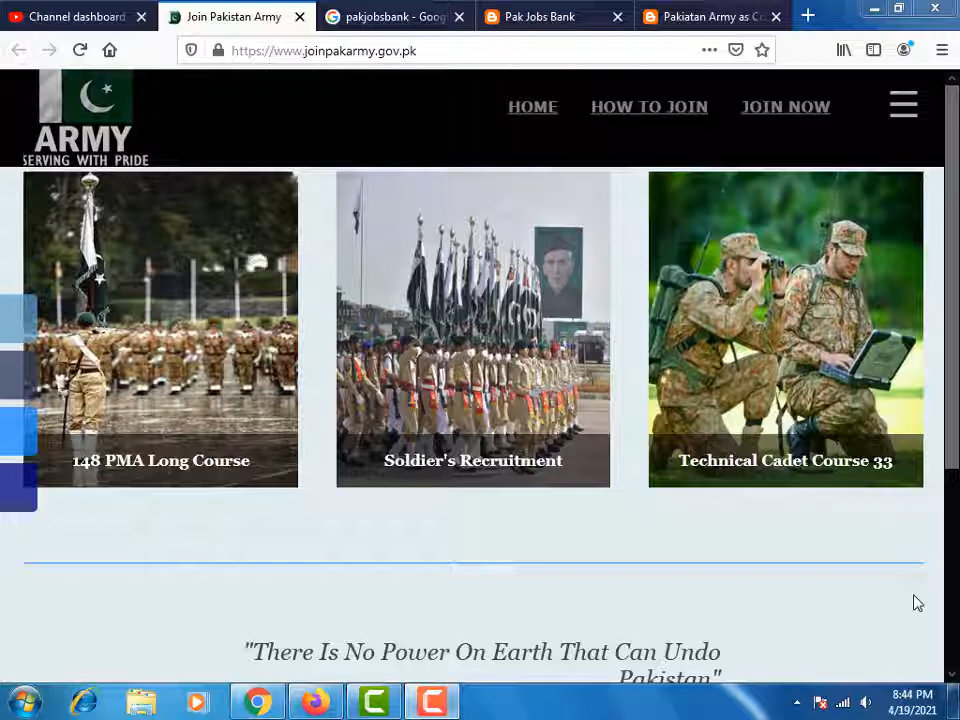 Channel dashboard
Join Pakistan Army
pakjobsbank - Goog
Pak Jobs Bank
Pakiatan Army as C
https://www.joinpakarmy.gov.pk
ARMY
SERVING WITH PRIDE
HOME
HOW TO JOIN
JOIN NOW
148 PMA Long Course
Soldier's Recruitment
Technical Cadet Course 33
"There Is No Power On Earth That Can Undo
Pakistan"
8:44 PM
4/19/2021